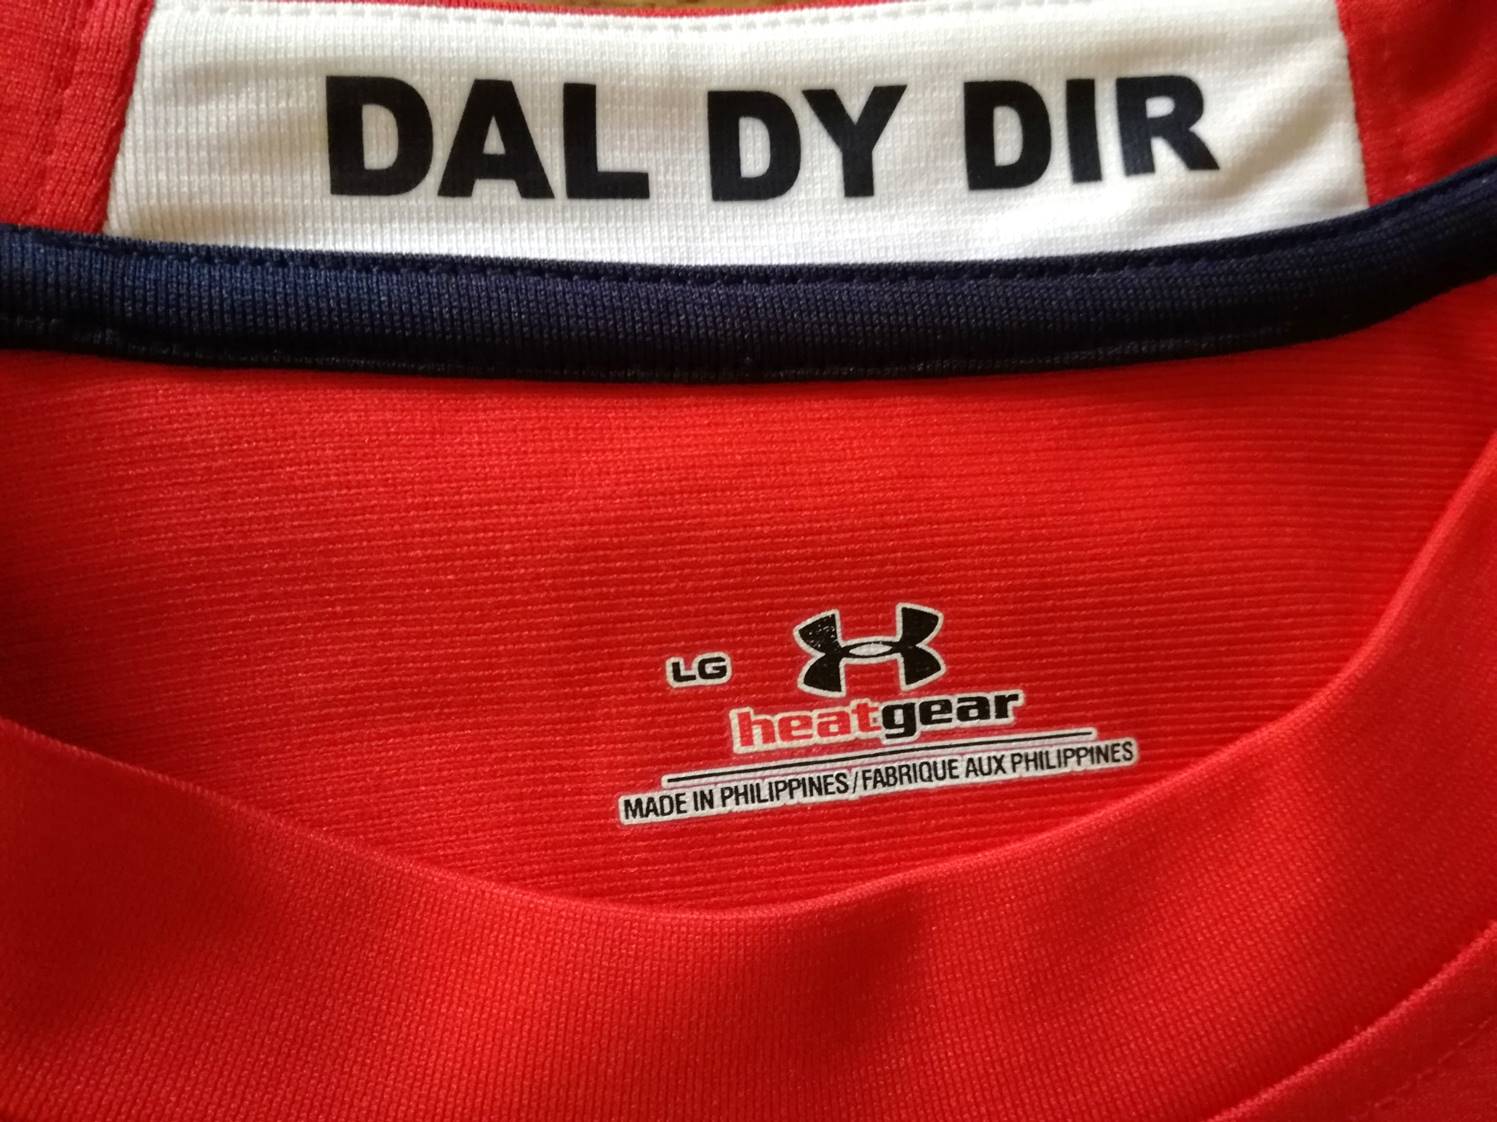 DAL DY DIR
LG
heatgear
MADE IN PHILIPPINES/FABRIQUE AUX PHILIPPINES